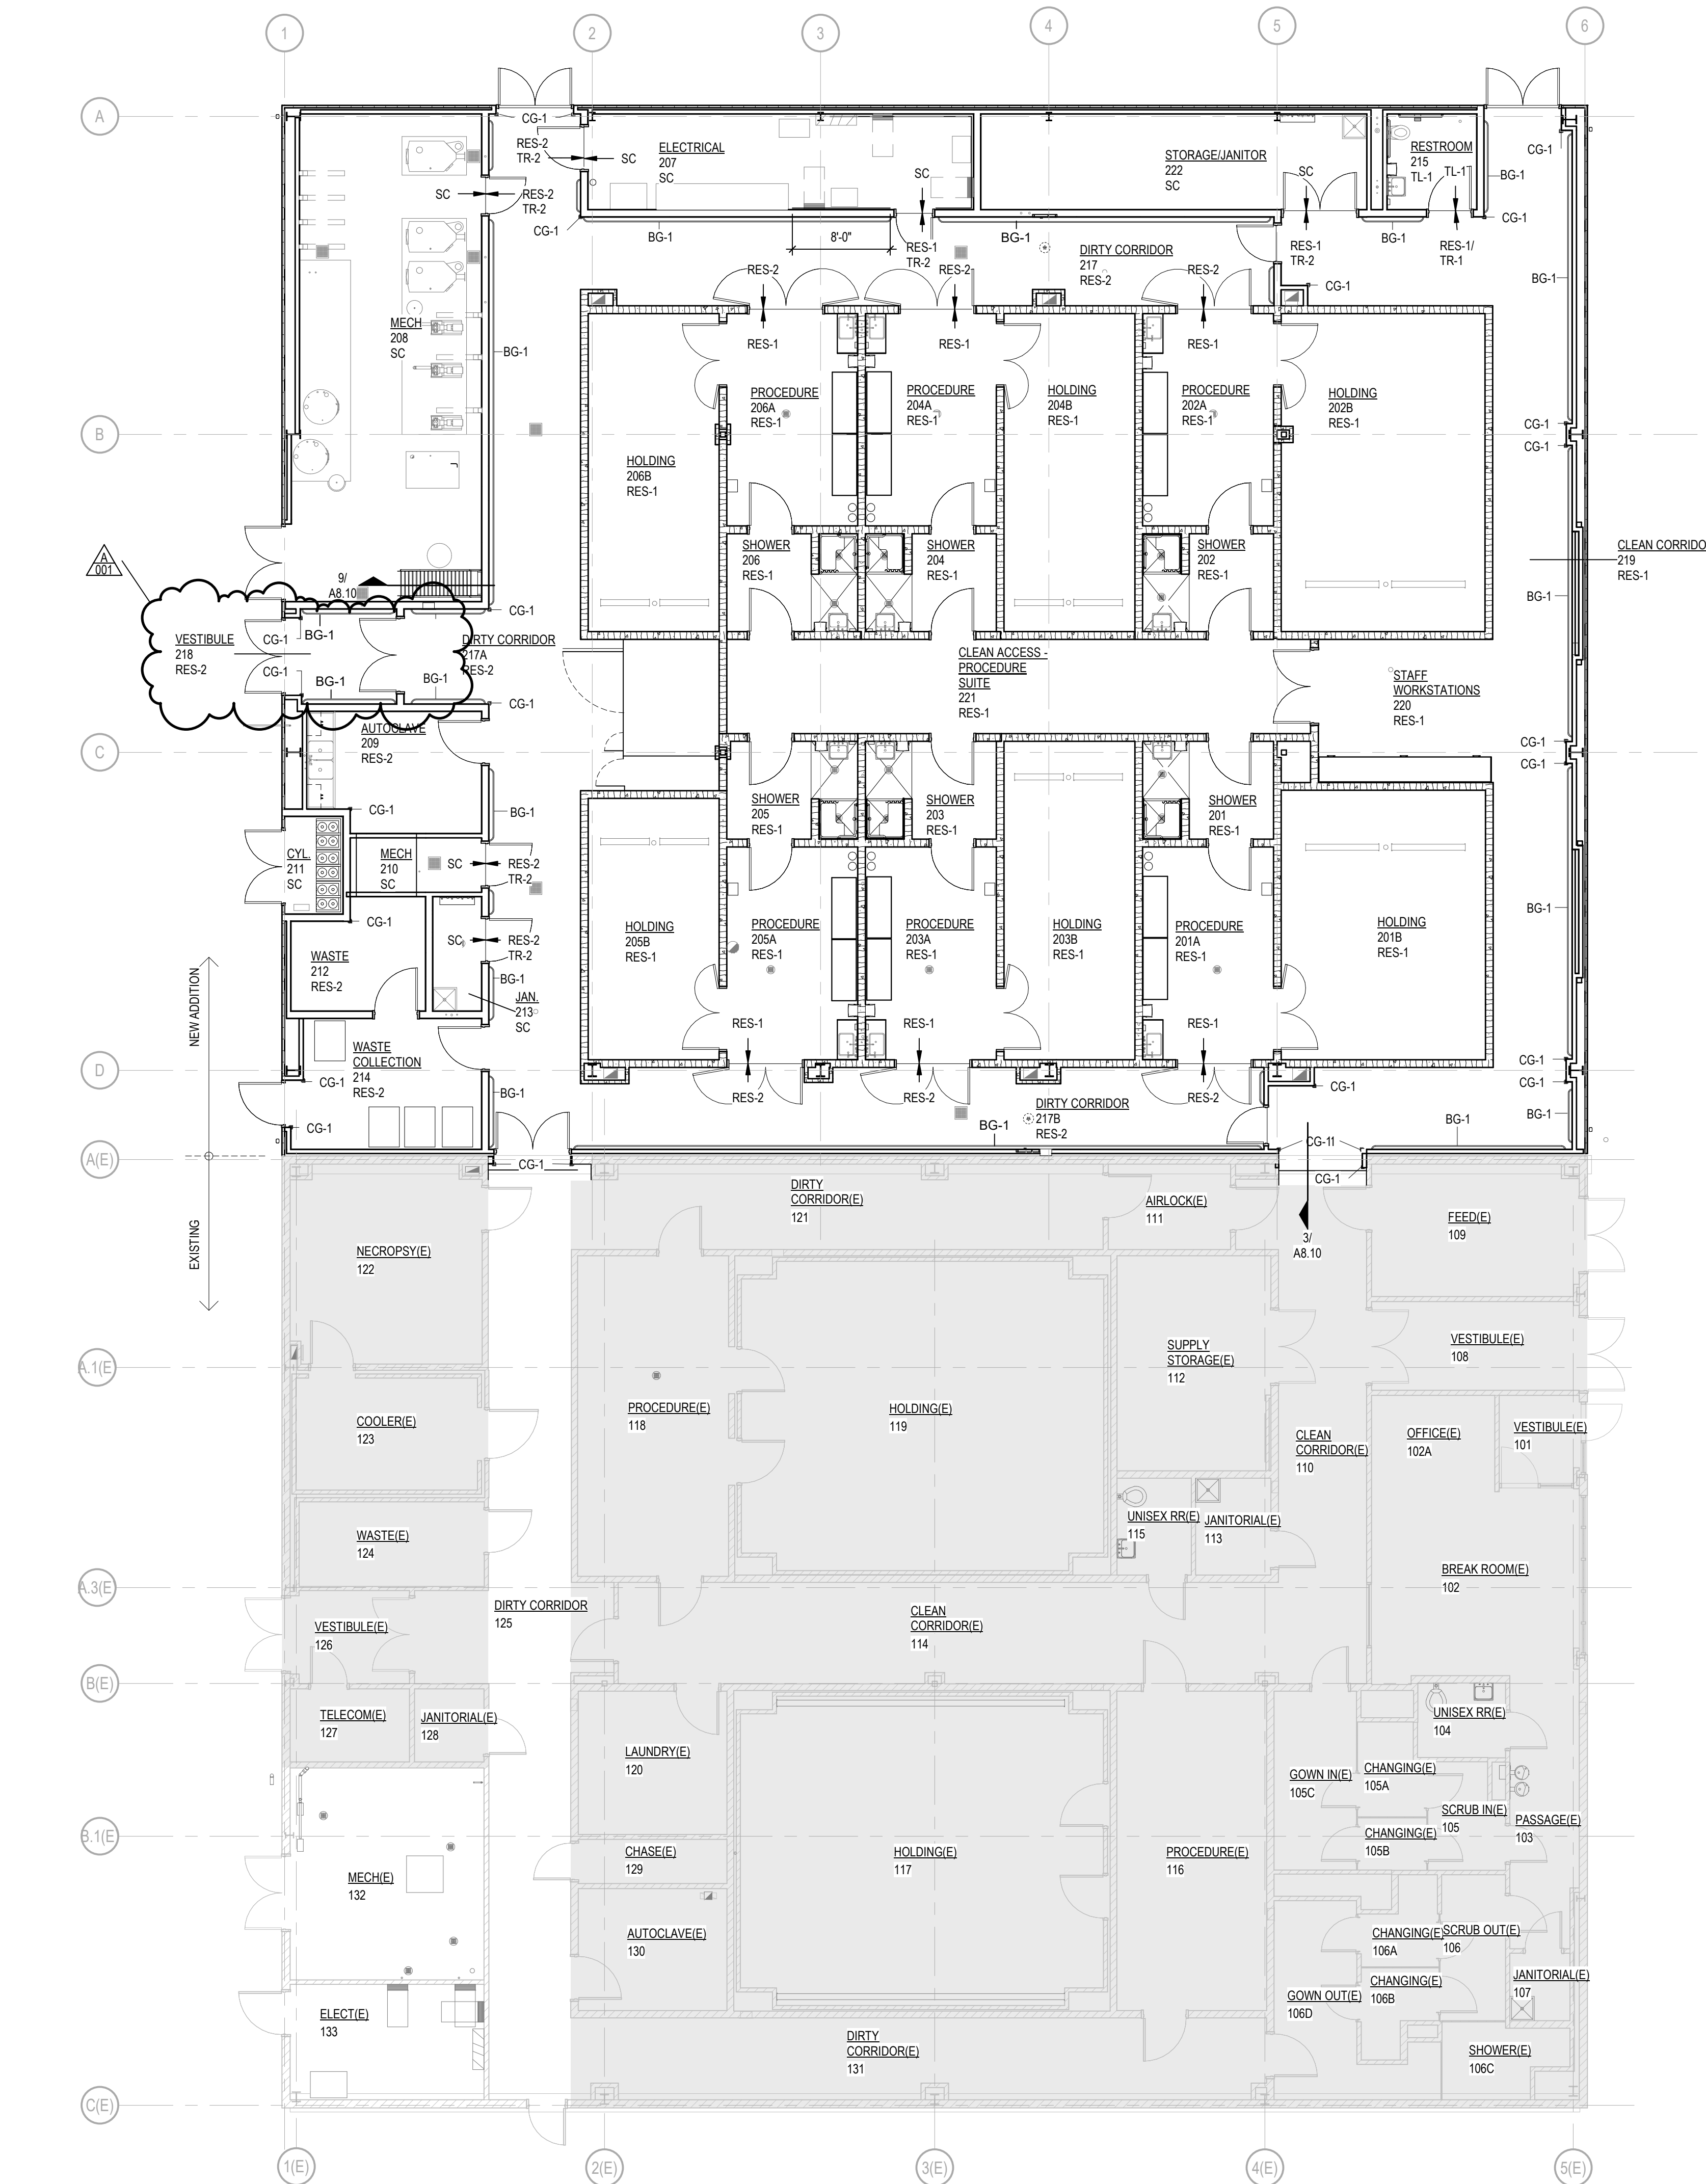 1
2
3
4
5
6
A
CG-1
RES-2
TR-2
SC
ELECTRICAL
207
SC
SC
STORAGE/JANITOR
222
SC
SC
RESTROOM
215
TL-1
TL-1
CG-1
BG-1
CG-1
SC
RES-2
TR-2
CG-1
BG-1
8'-0"
RES-1
TR-2
BG-1
DIRTY CORRIDOR
217
RES-2
RES-1
TR-2
BG-1
RES-1/
TR-1
BG-1
CG-1
RES-2
RES-2
RES-2
MECH
208
SC
BG-1
RES-1
RES-1
RES-1
PROCEDURE
206A
RES-1
PROCEDURE
204A
RES-1
HOLDING
204B
RES-1
PROCEDURE
202A
RES-1
HOLDING
202B
RES-1
B
CG-1
CG-1
HOLDING
206B
RES-1
SHOWER
206
RES-1
SHOWER
204
RES-1
SHOWER
202
RES-1
CLEAN CORRIDO
219
RES-1
BG-1
A
001
9/
A8.10
CG-1
VESTIBULE
218
RES-2
CG-1
BG-1
DIRTY CORRIDOR
217A
RES-2
CG-1
BG-1
BG-1
CG-1
CLEAN ACCESS -
PROCEDURE
SUITE
221
RES-1
STAFF
WORKSTATIONS
220
RES-1
C
AUTOCLAVE
209
RES-2
CG-1
CG-1
CG-1
BG-1
SHOWER
205
RES-1
SHOWER
203
RES-1
SHOWER
201
RES-1
CYL.
211
SC
MECH
210
SC
SC
RES-2
TR-2
CG-1
SC
RES-2
TR-2
WASTE
212
RES-2
BG-1
JAN.
213
SC
HOLDING
205B
RES-1
PROCEDURE
205A
RES-1
PROCEDURE
203A
RES-1
HOLDING
203B
RES-1
PROCEDURE
201A
RES-1
HOLDING
201B
RES-1
BG-1
NEW ADDITION
EXISTING
D
WASTE
COLLECTION
214
RES-2
CG-1
CG-1
BG-1
RES-1
RES-1
RES-1
RES-2
RES-2
RES-2
DIRTY CORRIDOR
217B
RES-2
BG-1
CG-1
CG-1
CG-1
BG-1
BG-1
A(E)
CG-1
CG-11
CG-1
3/
A8.10
DIRTY
CORRIDOR(E)
121
AIRLOCK(E)
111
FEED(E)
109
NECROPSY(E)
122
A.1(E
SUPPLY
STORAGE(E)
112
VESTIBULE(E)
108
COOLER(E)
123
PROCEDURE(E)
118
HOLDING(E)
119
CLEAN
CORRIDOR(E)
110
OFFICE(E)
102A
VESTIBULE(E)
101
WASTE(E)
124
UNISEX RR(E)
115
JANITORIAL(E)
113
A.3(E
BREAK ROOM(E)
102
DIRTY CORRIDOR
125
VESTIBULE(E)
126
CLEAN
CORRIDOR(E)
114
B(E)
TELECOM(E)
127
JANITORIAL(E)
128
UNISEX RR(E)
104
LAUNDRY(E)
120
GOWN IN(E)
105C
CHANGING(E)
105A
SCRUB IN(E)
105
PASSAGE(E)
103
CHANGING(E)
105B
B.1(E
MECH(E)
132
CHASE(E)
129
HOLDING(E)
117
PROCEDURE(E)
116
AUTOCLAVE(E)
130
CHANGING(E)
106A
SCRUB OUT(E)
106
CHANGING(E)
106B
JANITORIAL(E)
107
GOWN OUT(E)
106D
ELECT(E)
133
DIRTY
CORRIDOR(E)
131
SHOWER(E)
106C
C(E)
1(E)
2(E)
3(E)
4(E)
5(E)